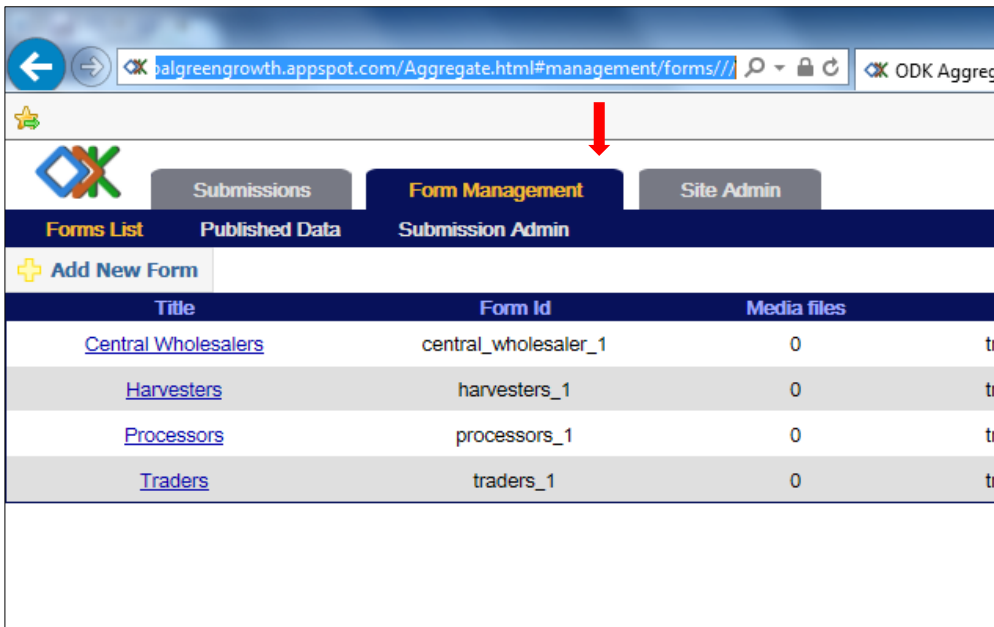 palgreengrowth.appspot.com/Aggregate.html#management/forms/// ODK Aggreg
Submissions Form Management Site Admin
Forms List Published Data Submission Admin
Add New Form
Title Form Id Media files
Central Wholesalers central_wholesaler_1 0
Harvesters harvesters_1 0
Processors processors_1 0
Traders traders_1 0